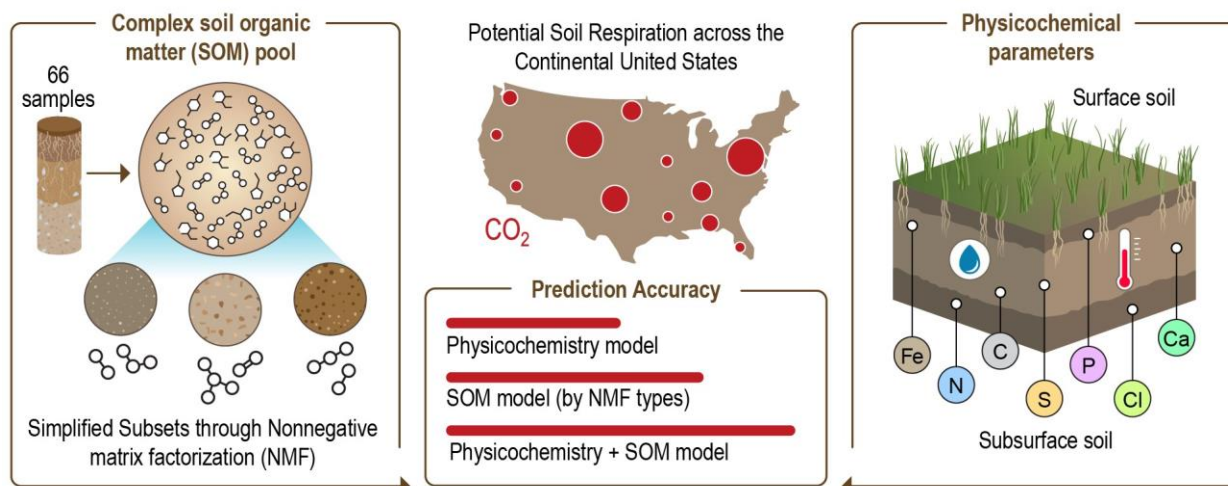 Complex soil organic
matter (SOM) pool
66
samples
Simplified Subsets through Nonnegative
matrix factorization (NMF)
Potential Soil Respiration across the
Continental United States
CO₂
Prediction Accuracy
Physicochemistry model
SOM model (by NMF types)
Physicochemistry + SOM model
Physicochemical
parameters
Surface soil
Fe
N
C
S
P
Cl
Ca
Subsurface soil